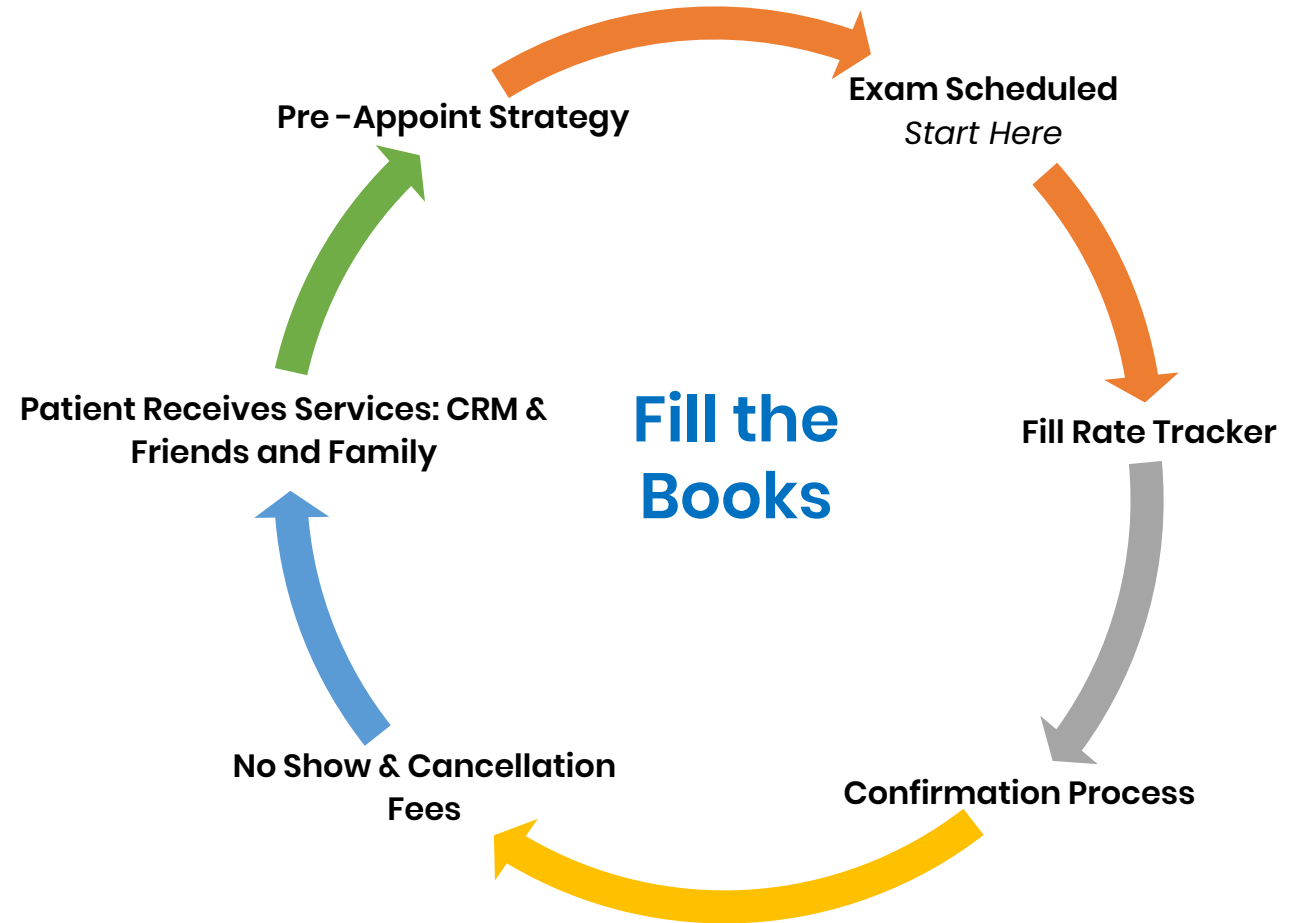 Pre -Appoint Strategy
Exam Scheduled
Start Here
Fill Rate Tracker
Confirmation Process
No Show & Cancellation
Fees
Patient Receives Services: CRM &
Friends and Family
Fill the
Books